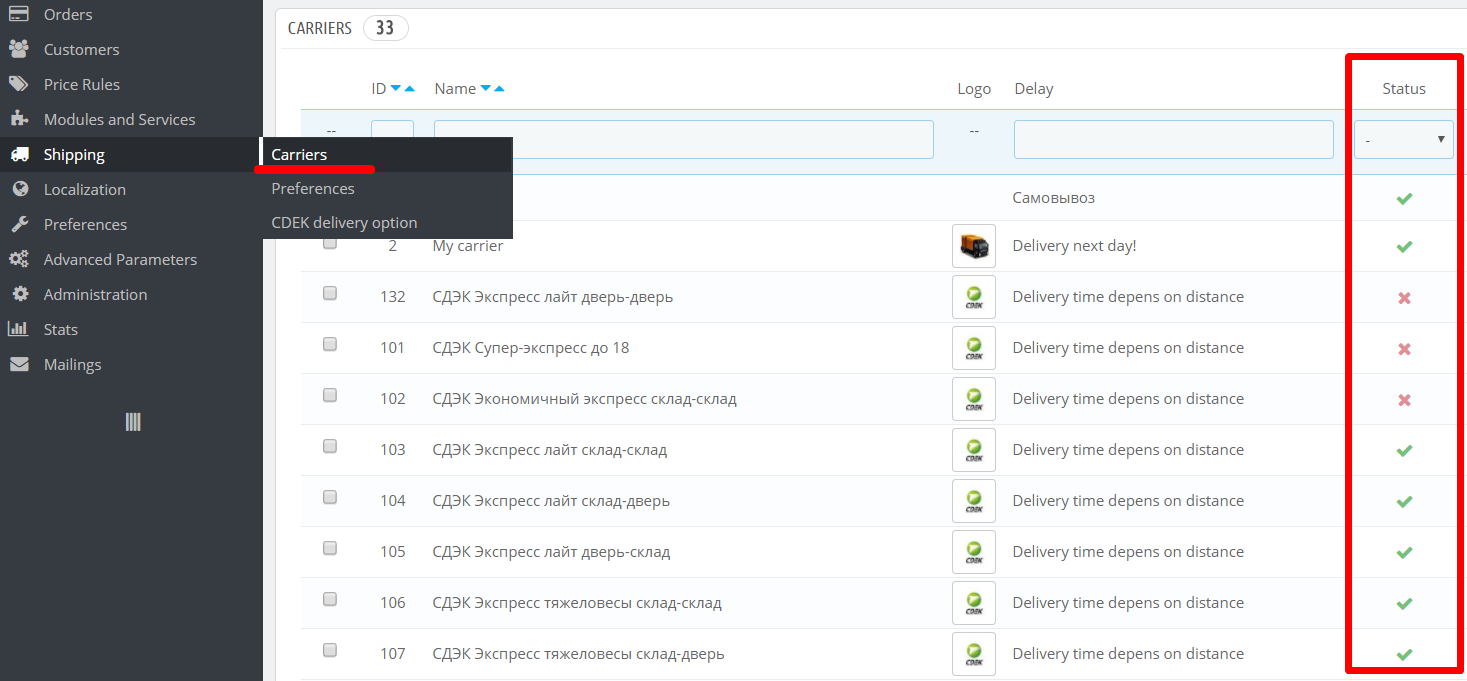 Orders
Customers
Price Rules
Modules and Services
Shipping
Localization
Preferences
Advanced Parameters
Administration
Stats
Mailings
Carriers
Preferences
CDEK delivery option
CARRIERS 33
ID Name Logo Delay Status
-- -- -
Самовывоз
2 My carrier Delivery next day!
132 СДЭК Экспресс лайт дверь-дверь CDEK Delivery time depens on distance
101 СДЭК Супер-экспресс до 18 CDEK Delivery time depens on distance
102 СДЭК Экономичный экспресс склад-склад CDEK Delivery time depens on distance
103 СДЭК Экспресс лайт склад-склад CDEK Delivery time depens on distance
104 СДЭК Экспресс лайт склад-дверь CDEK Delivery time depens on distance
105 СДЭК Экспресс лайт дверь-склад CDEK Delivery time depens on distance
106 СДЭК Экспресс тяжеловесы склад-склад CDEK Delivery time depens on distance
107 СДЭК Экспресс тяжеловесы склад-дверь CDEK Delivery time depens on distance